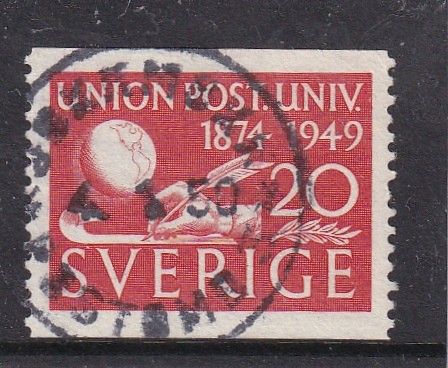 UNION POST. UNIV.
1874-1949
20
SVERIGE